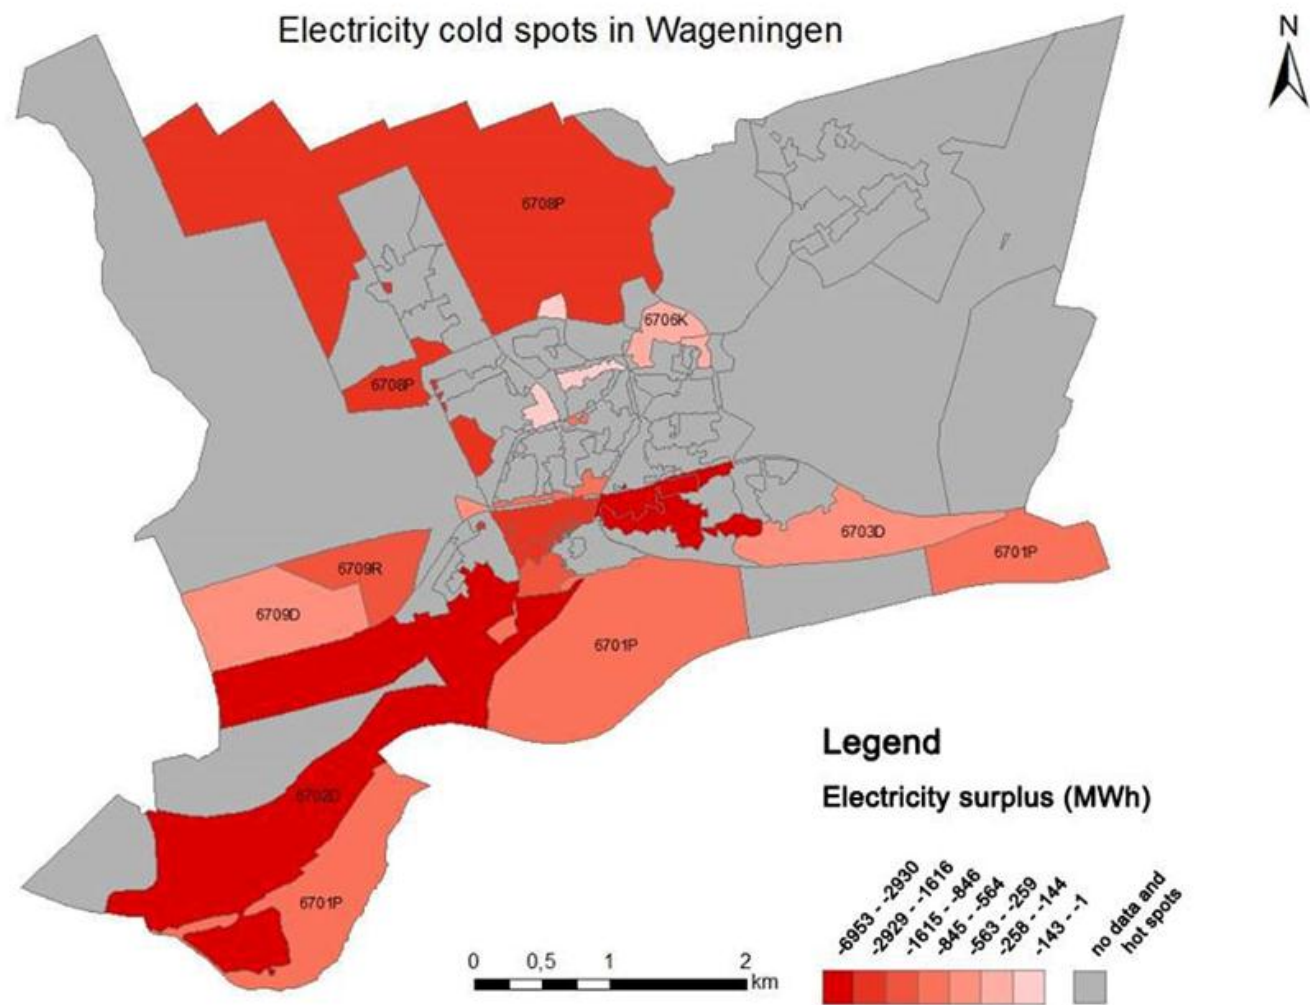 Electricity cold spots in Wageningen
N
6708P
6706K
6708P
6703D
6701P
6709R
6709D
6701P
6702D
6701P
Legend
Electricity surplus (MWh)
-6953 - -2930
-2929 - -1616
-1615 - -846
-845 - -564
-563 - -259
-258 - -144
-143 - -1
no data and
hot spots
0 0,5 1 2
km